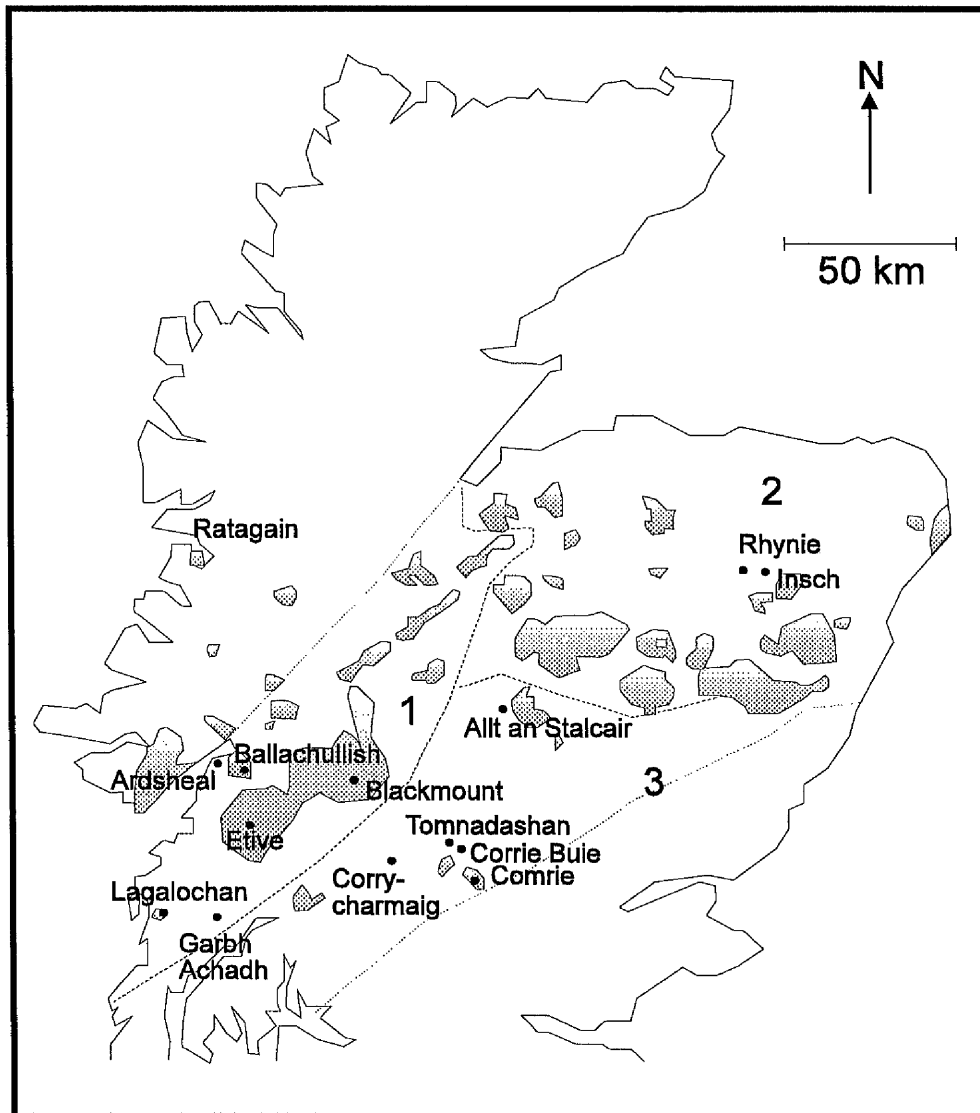 N
50 km
2
Ratagain
Rhynie
Insch
1
Allt an Stalcair
Ballachullish
Ardsheal
3
Blackmount
Etive
Tomnadashan
Corrie Buie
Comrie
Corry-
charmaig
Lagalochan
Garbh
Achadh